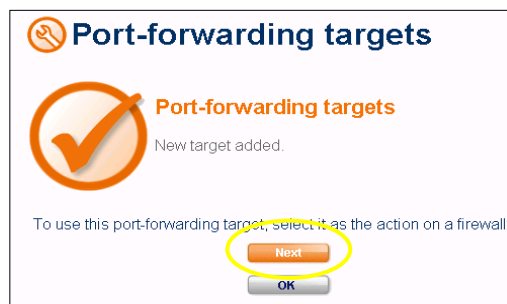 Port-forwarding targets
Port-forwarding targets
New target added.
To use this port-forwarding target, select it as the action on a firewall
Next
OK